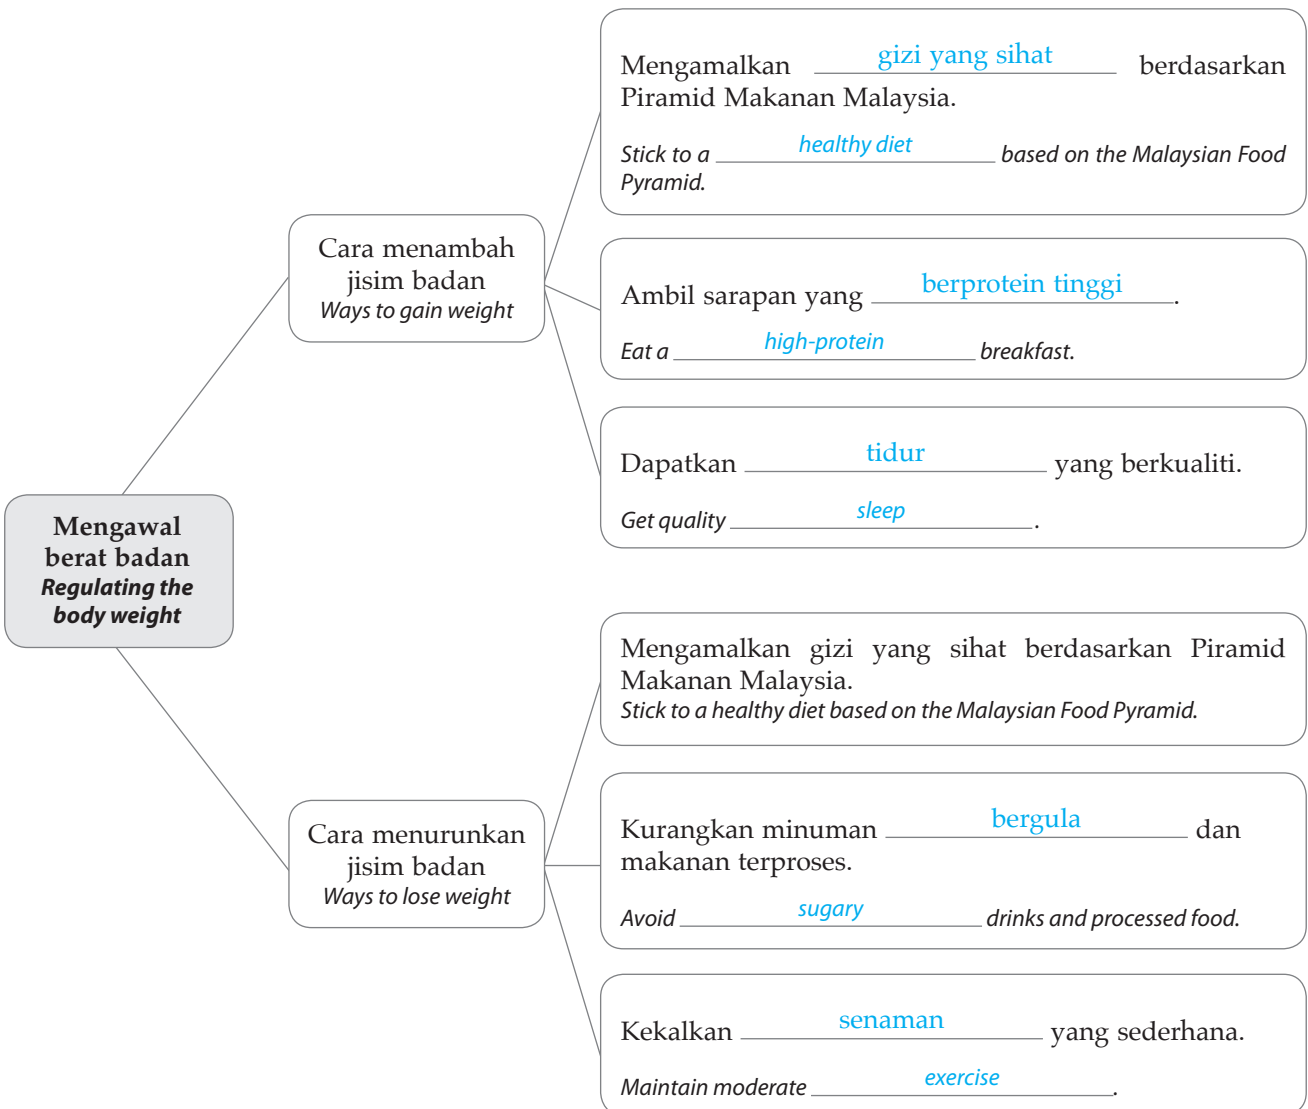 Mengamalkan gizi yang sihat berdasarkan
Piramid Makanan Malaysia.
Stick to a healthy diet based on the Malaysian Food
Pyramid.
Cara menambah
jisim badan
Ways to gain weight
Ambil sarapan yang berprotein tinggi.
Eat a high-protein breakfast.
Dapatkan tidur yang berkualiti.
Get quality sleep.
Mengawal
berat badan
Regulating the
body weight
Mengamalkan gizi yang sihat berdasarkan Piramid
Makanan Malaysia.
Stick to a healthy diet based on the Malaysian Food Pyramid.
Cara menurunkan
jisim badan
Ways to lose weight
Kurangkan minuman bergula dan
makanan terproses.
Avoid sugary drinks and processed food.
Kekalkan senaman yang sederhana.
Maintain moderate exercise.